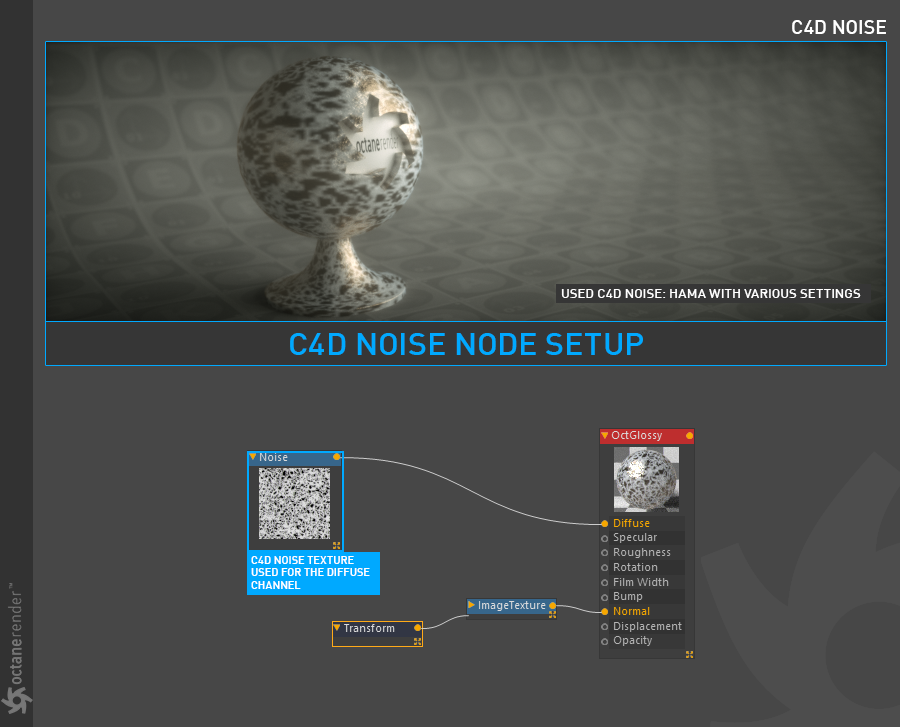 C4D NOISE
octanerender
USED C4D NOISE: HAMA WITH VARIOUS SETTINGS
C4D NOISE NODE SETUP
OctGlossy
Noise
Diffuse
Specular
Roughness
Rotation
Film Width
Bump
Normal
Displacement
Opacity
C4D NOISE TEXTURE
USED FOR THE DIFFUSE
CHANNEL
ImageTexture
Transform
octanerender™